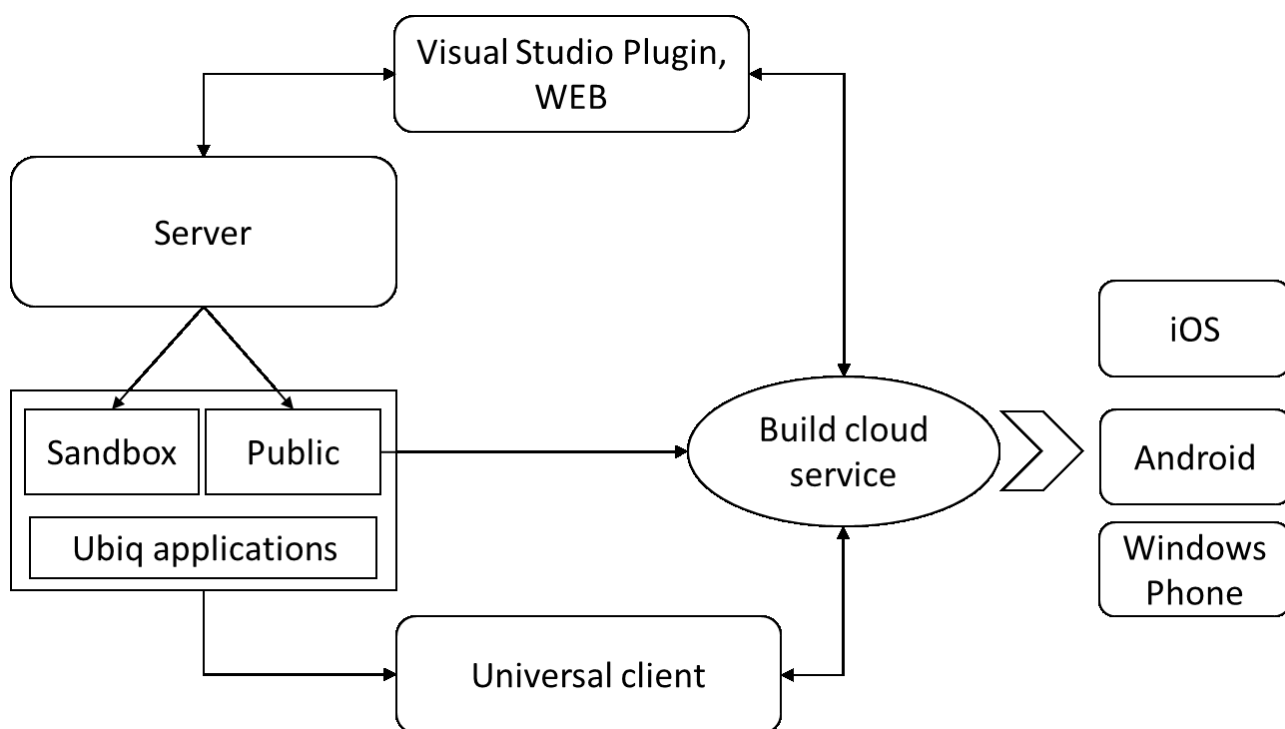 Visual Studio Plugin,
WEB
Server
Sandbox
Public
Ubiq applications
Universal client
Build cloud
service
iOS
Android
Windows
Phone